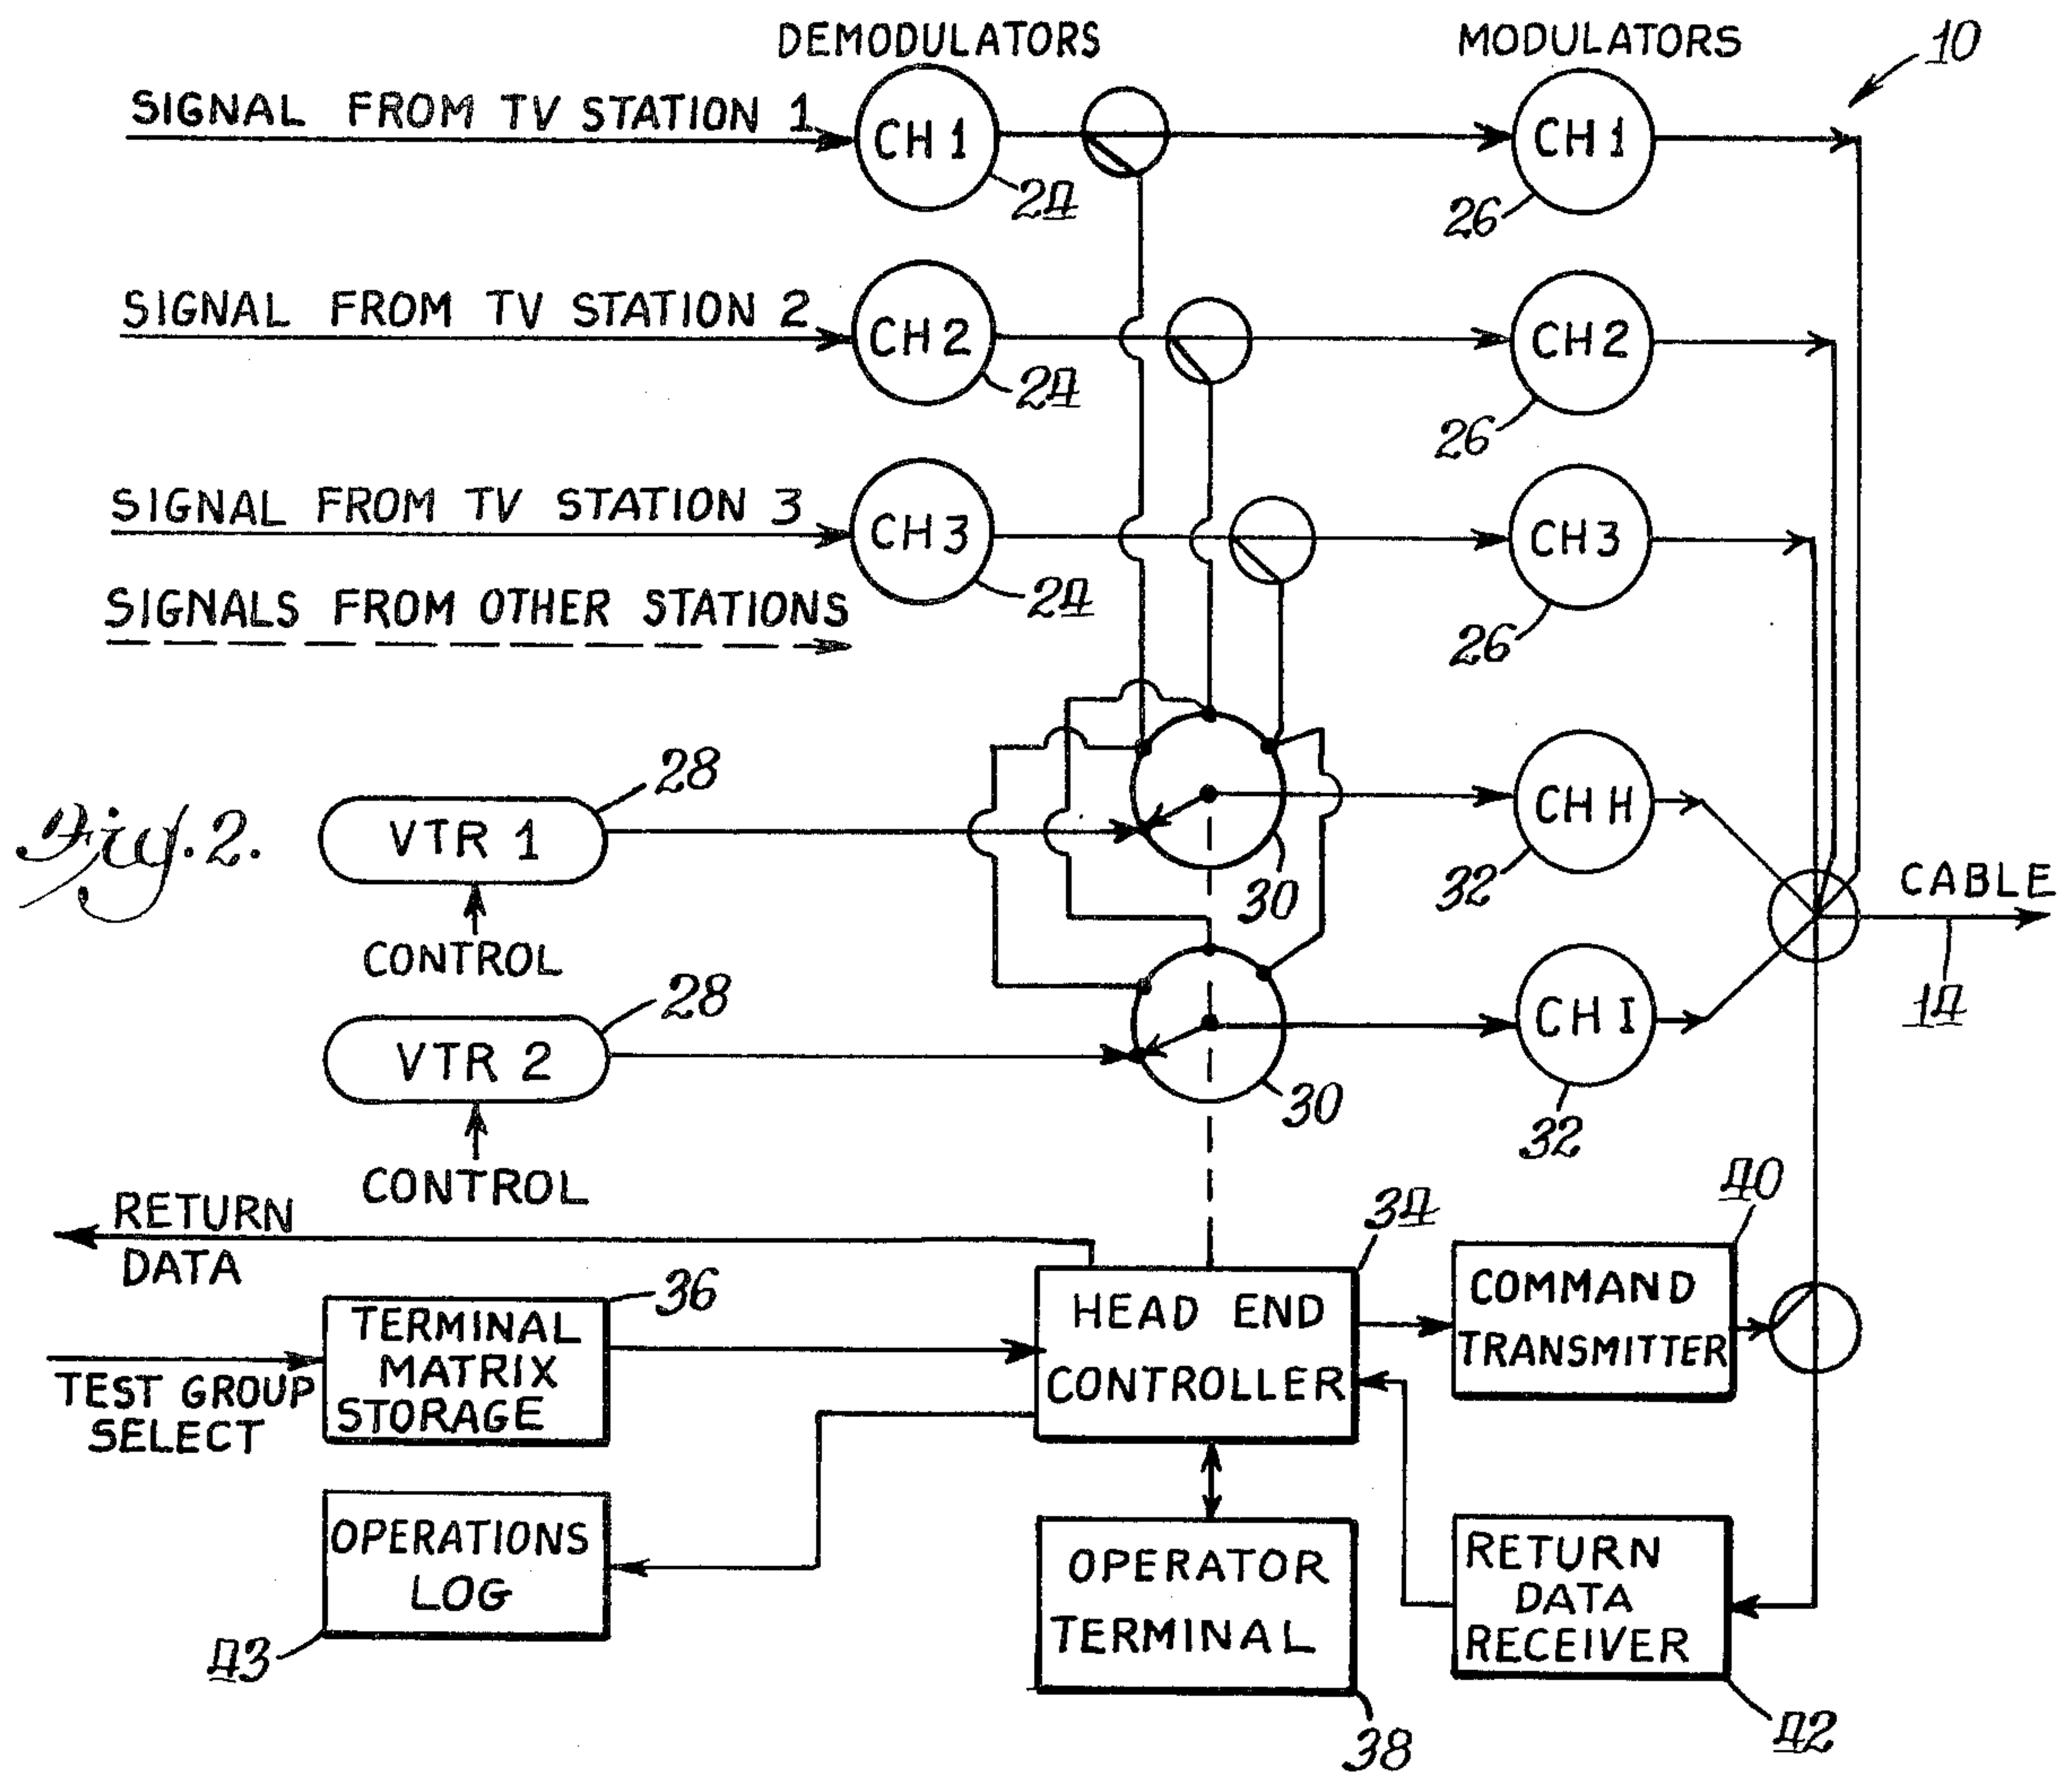 DEMODULATORS
MODULATORS
10
SIGNAL FROM TV STATION 1
CH 1
CH 1
24
26
SIGNAL FROM TV STATION 2
CH 2
CH 2
24
26
SIGNAL FROM TV STATION 3
CH 3
CH 3
24
26
SIGNALS FROM OTHER STATIONS
28
VTR 1
CH H
Fig. 2.
30
32
CABLE
CONTROL
14
28
VTR 2
CH I
30
32
CONTROL
RETURN
DATA
34
40
36
TERMINAL
MATRIX
STORAGE
HEAD END
CONTROLLER
COMMAND
TRANSMITTER
TEST GROUP
SELECT
OPERATIONS
LOG
43
OPERATOR
TERMINAL
38
RETURN
DATA
RECEIVER
42